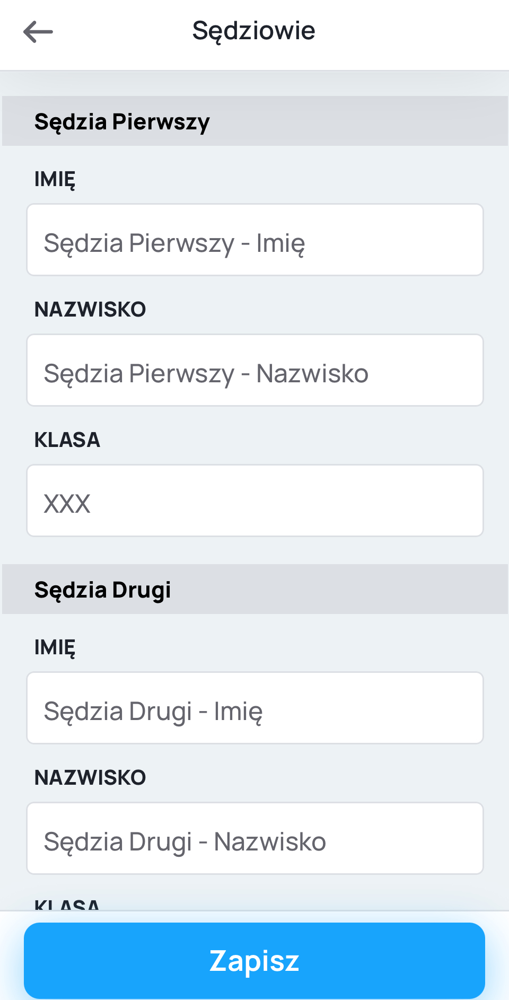 Sędziowie
Sędzia Pierwszy
IMIĘ
Sędzia Pierwszy - Imię
NAZWISKO
Sędzia Pierwszy - Nazwisko
KLASA
XXX
Sędzia Drugi
IMIĘ
Sędzia Drugi - Imię
NAZWISKO
Sędzia Drugi - Nazwisko
KLASA
Zapisz